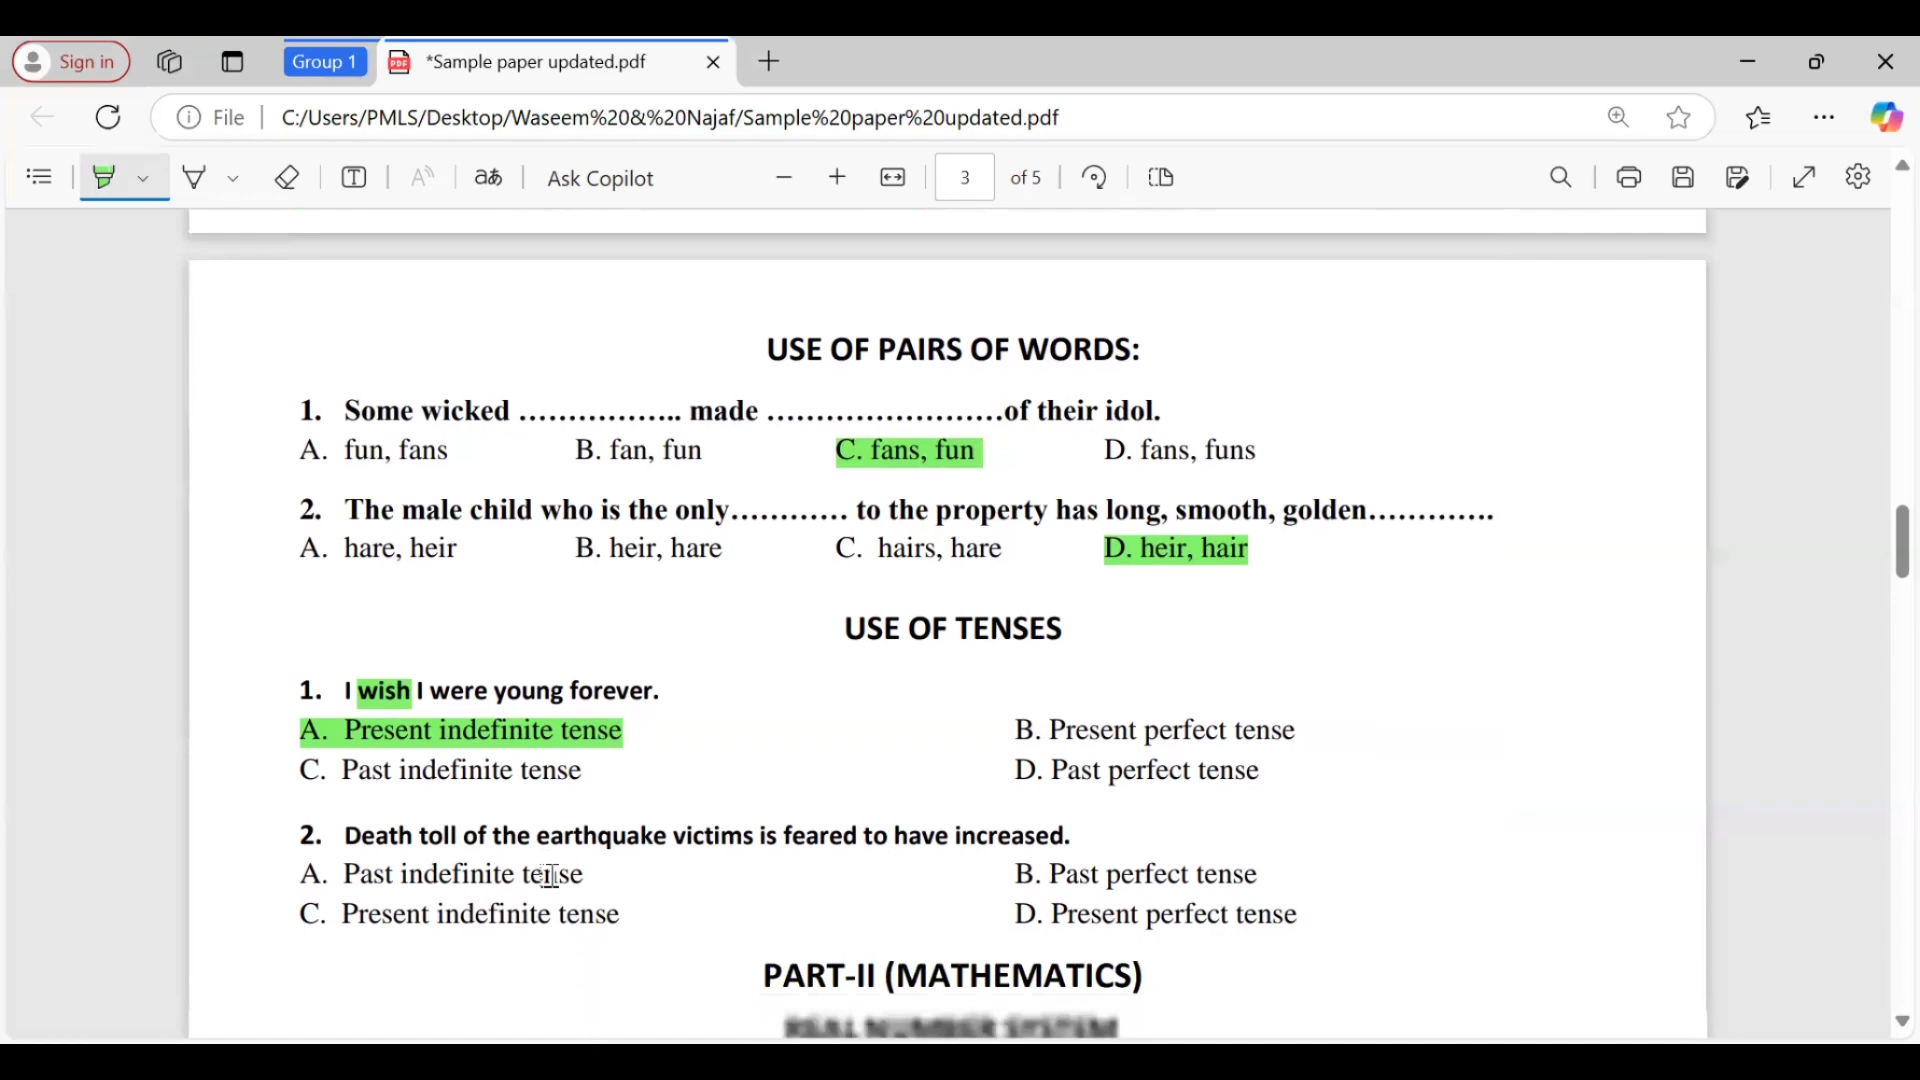 Sign in
Group 1
*Sample paper updated.pdf
File
C:/Users/PMLS/Desktop/Waseem%20&%20Najaf/Sample%20paper%20updated.pdf
Ask Copilot
3 of 5
USE OF PAIRS OF WORDS:
1. Some wicked …………….. made ……………………of their idol.
A. fun, fans B. fan, fun C. fans, fun D. fans, funs
2. The male child who is the only………… to the property has long, smooth, golden………….
A. hare, heir B. heir, hare C. hairs, hare D. heir, hair
USE OF TENSES
1. I wish I were young forever.
A. Present indefinite tense B. Present perfect tense
C. Past indefinite tense D. Past perfect tense
2. Death toll of the earthquake victims is feared to have increased.
A. Past indefinite tense B. Past perfect tense
C. Present indefinite tense D. Present perfect tense
PART-II (MATHEMATICS)
REAL NUMBER SYSTEM